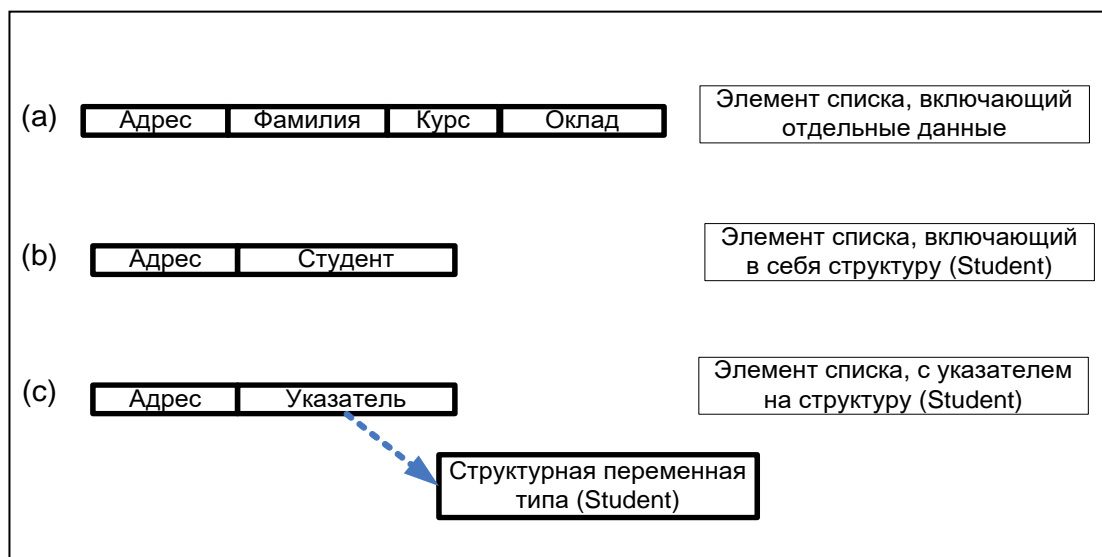 (a)
Адрес Фамилия Курс Оклад
Элемент списка, включающий
отдельные данные
(b)
Адрес Студент
Элемент списка, включающий
в себя структуру (Student)
(c)
Адрес Указатель
Элемент списка, с указателем
на структуру (Student)
Структурная переменная
типа (Student)